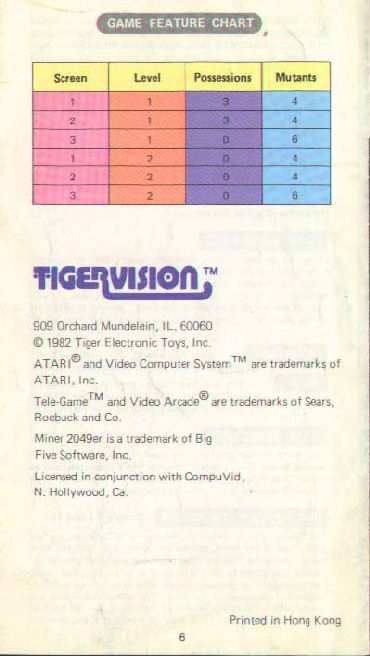 GAME FEATURE CHART
Screen Level Possessions Mutants
1 1 3 4
2 1 3 4
3 1 0 6
1 2 0 4
2 2 0 4
3 2 0 6
TIGERVISION™
909 Orchard Mundelein, IL. 60060
© 1982 Tiger Electronic Toys, Inc.
ATARI® and Video Computer System™ are trademarks of
ATARI, Inc.
Tele-Game™ and Video Arcade® are trademarks of Sears,
Roebuck and Co.
Miner 2049er is a trademark of Big
Five Software, Inc.
Licensed in conjunction with CompuVid,
N. Hollywood, Ca.
Printed in Hong Kong
6